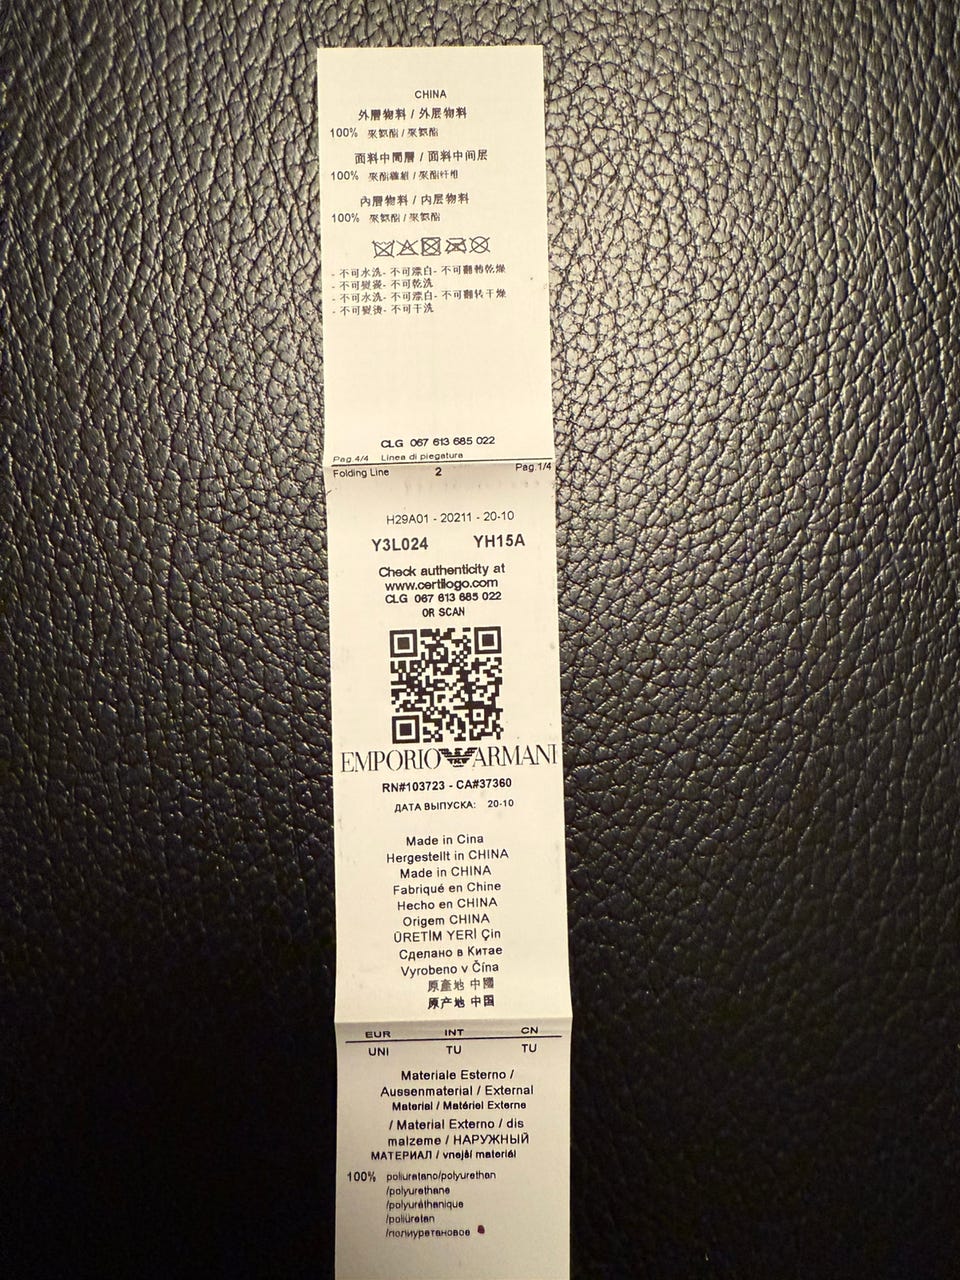 CHINA
外層物料 / 外层物料
100% 聚氨酯 / 聚氨酯
面料中間層 / 面料中间层
100% 聚酯纖維 / 聚酯纤维
內層物料 / 内层物料
100% 聚氨酯 / 聚氨酯
- 不可水洗- 不可漂白- 不可翻轉乾燥
- 不可熨燙- 不可乾洗
- 不可水洗- 不可漂白- 不可翻转干燥
- 不可熨烫- 不可干洗
CLG 067 613 685 022
Pag.4/4 Linea di piegatura
Folding Line 2 Pag.1/4
H29A01 - 20211 - 20-10
Y3L024 YH15A
Check authenticity at
www.certilogo.com
CLG 067 613 685 022
OR SCAN
EMPORIO ARMANI
RN#103723 - CA#37360
ДАТА ВЫПУСКА: 20-10
Made in Cina
Hergestellt in CHINA
Made in CHINA
Fabriqué en Chine
Hecho en CHINA
Origem CHINA
ÜRETİM YERİ Çin
Сделано в Китае
Vyrobeno v Čína
原產地 中國
原产地 中国
EUR INT CN
UNI TU TU
Materiale Esterno /
Aussenmaterial / External
Material / Matériel Externe
/ Material Externo / dis
malzeme / НАРУЖНЫЙ
МАТЕРИАЛ / vnější materiál
100% poliuretano/polyurethan
/polyurethane
/polyuréthanique
/poliüretan
/полиуретановое